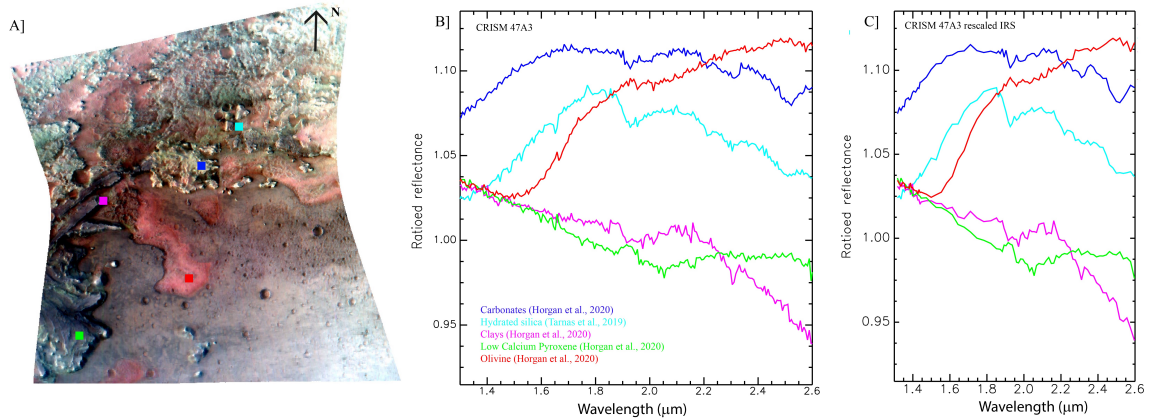 A]
N
B]
CRISM 47A3
Ratioed reflectance
1.10
1.05
1.00
0.95
Carbonates (Horgan et al., 2020)
Hydrated silica (Tarnas et al., 2019)
Clays (Horgan et al., 2020)
Low Calcium Pyroxene (Horgan et al., 2020)
Olivine (Horgan et al., 2020)
1.4 1.6 1.8 2.0 2.2 2.4 2.6
Wavelength (μm)
C]
CRISM 47A3 rescaled IRS
Ratioed reflectance
1.10
1.05
1.00
0.95
1.4 1.6 1.8 2.0 2.2 2.4 2.6
Wavelength (μm)